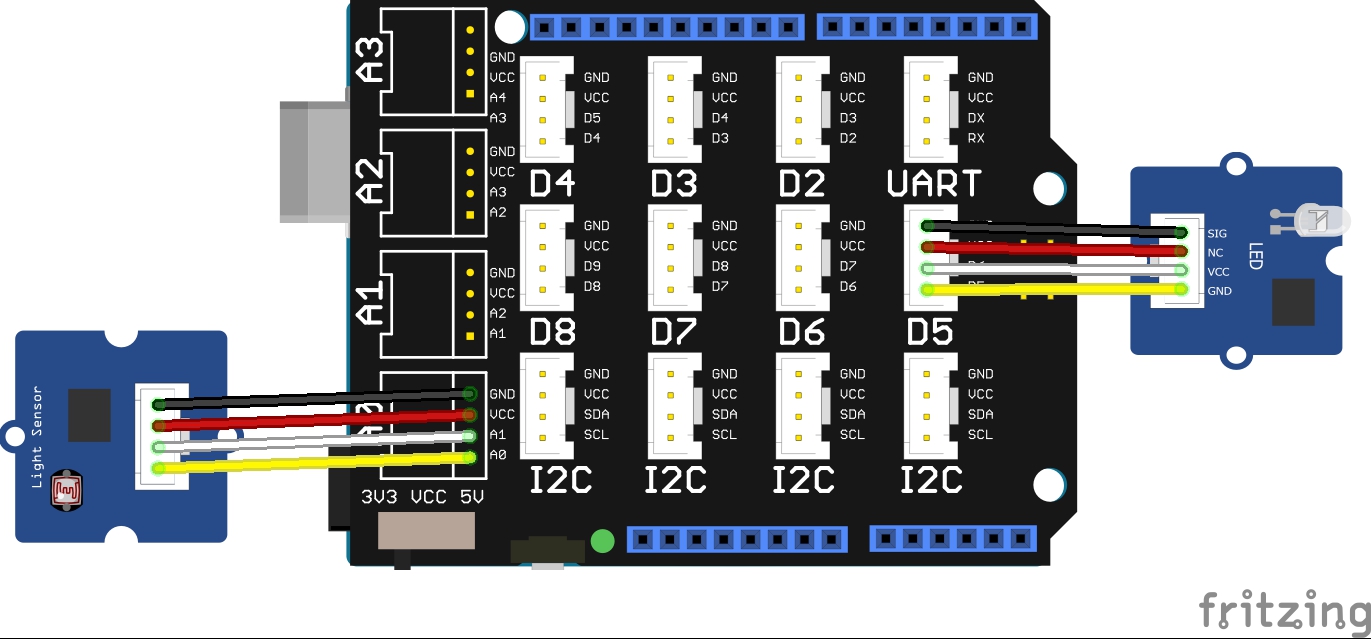 A3
GND
VCC
A4
A3
A2
GND
VCC
A3
A2
A1
GND
VCC
A2
A1
GND
VCC
A1
A0
3V3 VCC 5V
GND
VCC
D5
D4
D4
GND
VCC
D4
D3
D3
GND
VCC
D3
D2
D2
GND
VCC
DX
RX
UART
GND
VCC
D9
D8
D8
GND
VCC
D8
D7
D7
GND
VCC
D7
D6
D6
D5
GND
VCC
SDA
SCL
I2C
GND
VCC
SDA
SCL
I2C
GND
VCC
SDA
SCL
I2C
GND
VCC
SDA
SCL
I2C
Light Sensor
SIG
NC
VCC
GND
LED
fritzing